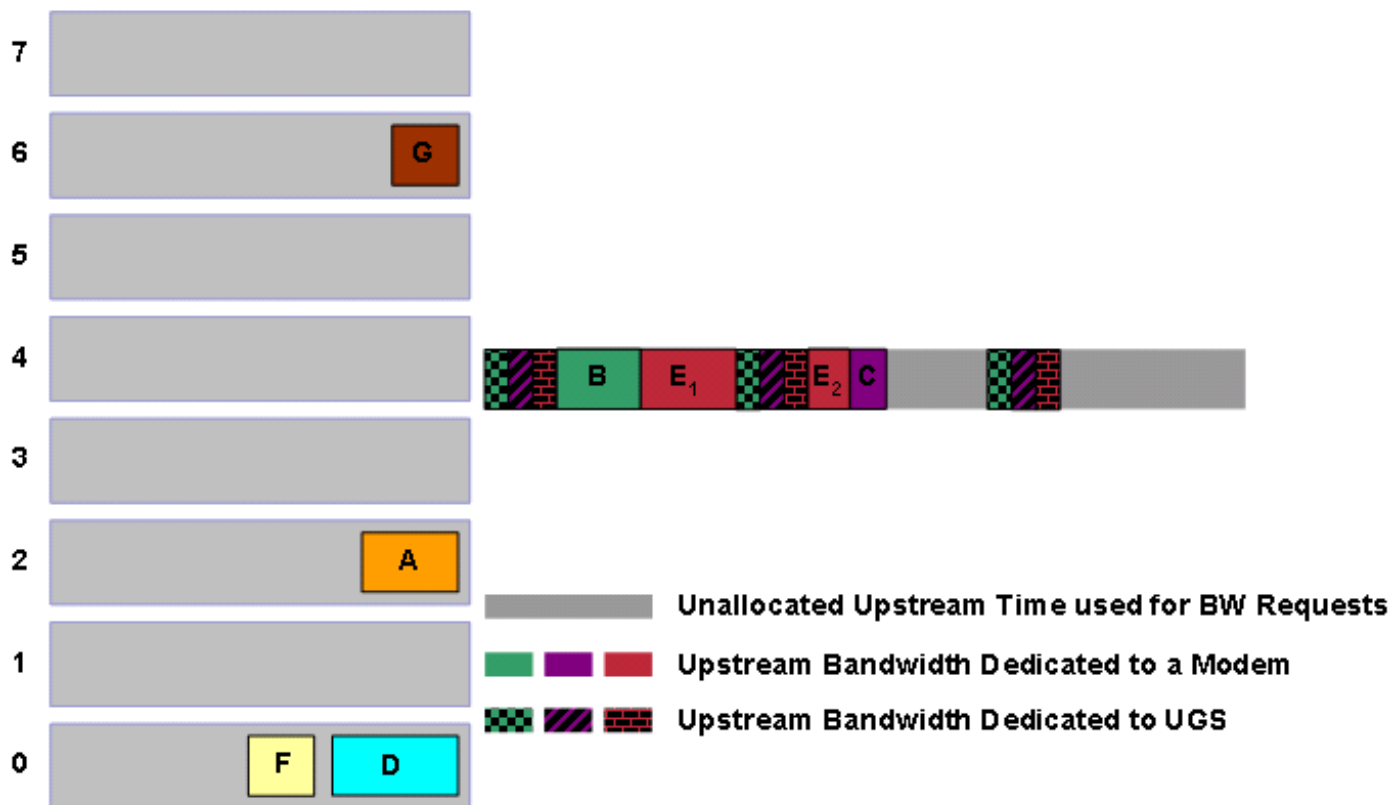 7
6 G
5
4 B E₁ E₂ C
3
2 A
Unallocated Upstream Time used for BW Requests
1 Upstream Bandwidth Dedicated to a Modem
Upstream Bandwidth Dedicated to UGS
0 F D